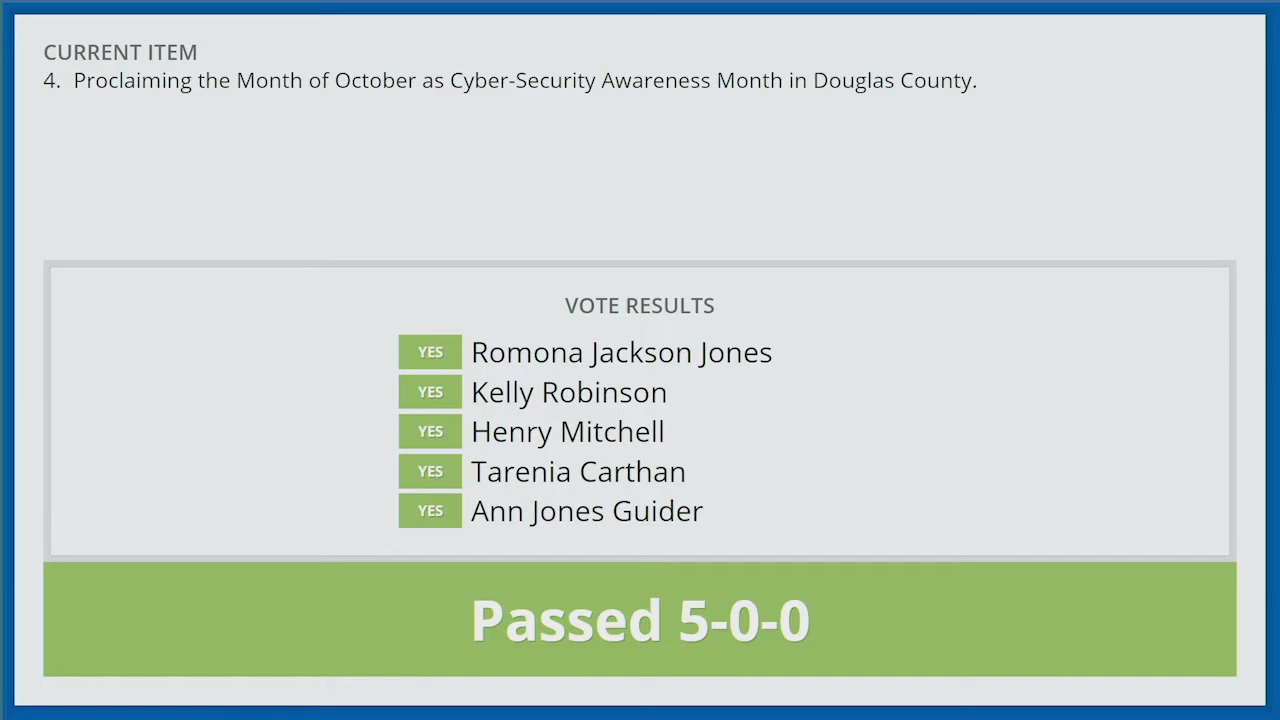 CURRENT ITEM
4. Proclaiming the Month of October as Cyber-Security Awareness Month in Douglas County.
VOTE RESULTS
YES Romona Jackson Jones
YES Kelly Robinson
YES Henry Mitchell
YES Tarenia Carthan
YES Ann Jones Guider
Passed 5-0-0